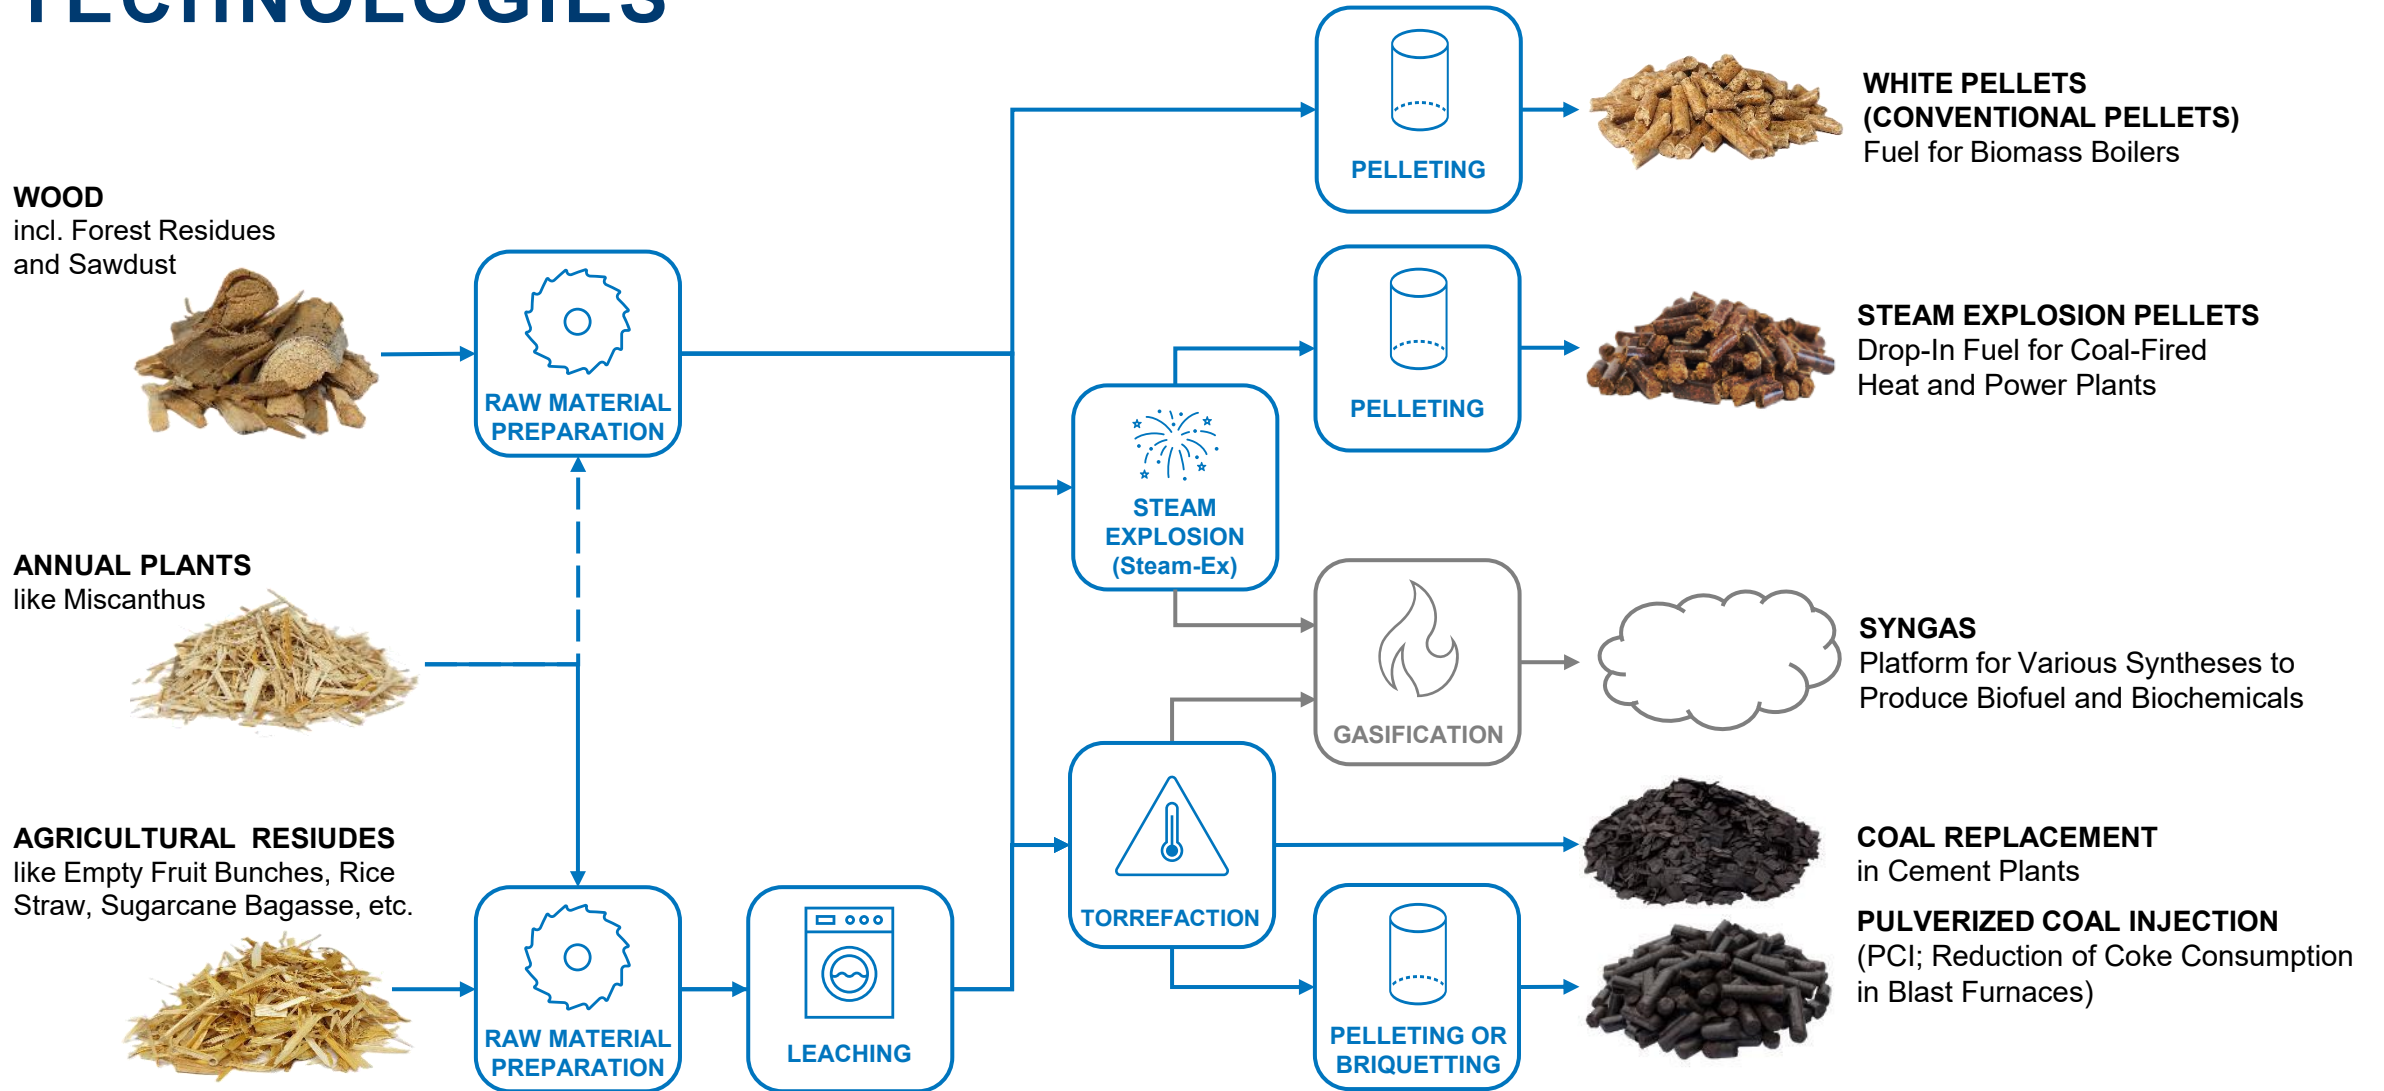 TECHNOLOGIES
WOOD
incl. Forest Residues
and Sawdust
RAW MATERIAL
PREPARATION
ANNUAL PLANTS
like Miscanthus
AGRICULTURAL RESIUDES
like Empty Fruit Bunches, Rice
Straw, Sugarcane Bagasse, etc.
RAW MATERIAL
PREPARATION
LEACHING
STEAM
EXPLOSION
(Steam-Ex)
TORREFACTION
PELLETING
WHITE PELLETS
(CONVENTIONAL PELLETS)
Fuel for Biomass Boilers
PELLETING
STEAM EXPLOSION PELLETS
Drop-In Fuel for Coal-Fired
Heat and Power Plants
GASIFICATION
SYNGAS
Platform for Various Syntheses to
Produce Biofuel and Biochemicals
COAL REPLACEMENT
in Cement Plants
PELLETING OR
BRIQUETTING
PULVERIZED COAL INJECTION
(PCI; Reduction of Coke Consumption
in Blast Furnaces)